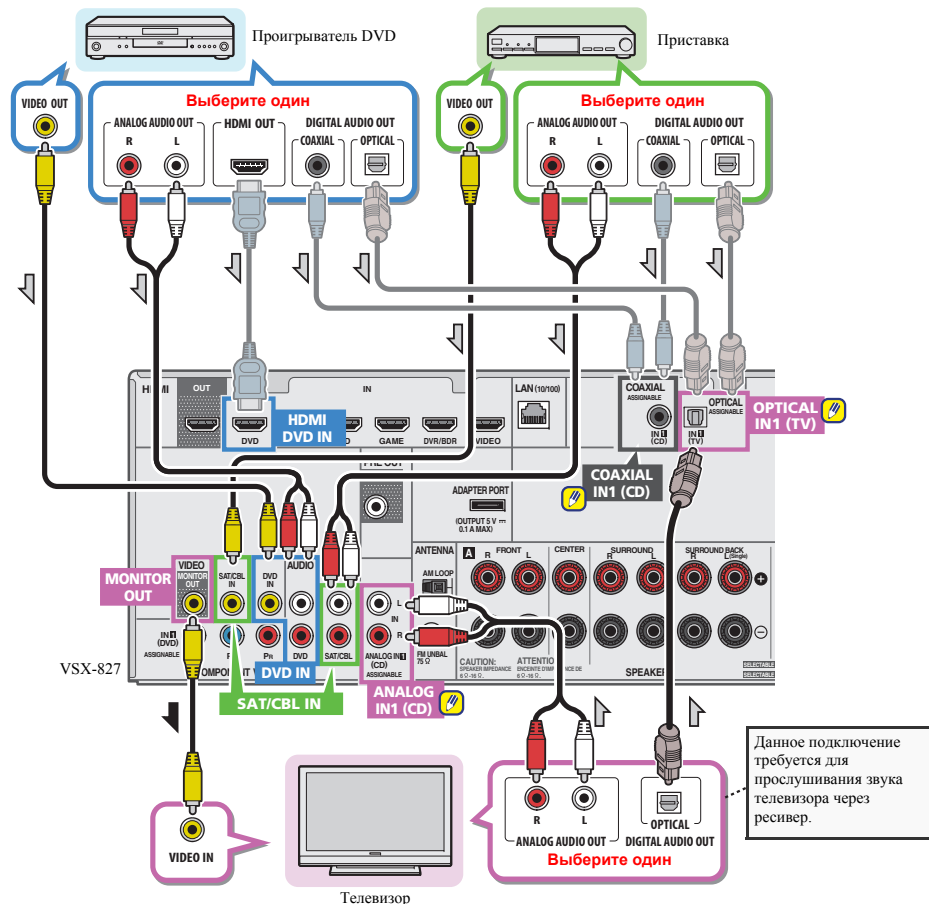 Проигрыватель DVD
Приставка
VIDEO OUT
Выберите один
ANALOG AUDIO OUT
R L
HDMI OUT
DIGITAL AUDIO OUT
COAXIAL
OPTICAL
VIDEO OUT
Выберите один
ANALOG AUDIO OUT
R L
DIGITAL AUDIO OUT
COAXIAL
OPTICAL
OUT
IN
LAN (10/100)
COAXIAL
ASSIGNABLE
IN 1
(CD)
OPTICAL
ASSIGNABLE
IN 1
(TV)
OPTICAL
IN1 (TV)
DVD
HDMI
DVD IN
GAME
DVR/BDR
VIDEO
COAXIAL
IN1 (CD)
ADAPTER PORT
(OUTPUT 5 V
0.1 A MAX)
ANTENNA
AM LOOP
FM UNBAL
75 Ω
A
FRONT
R L
CENTER
SURROUND
R L
SURROUND BACK
R L (Single)
MONITOR
OUT
VIDEO
MONITOR
OUT
SAT/CBL
IN
DVD
IN
AUDIO
L
IN
R
IN 1
(DVD)
ASSIGNABLE
PR
DVD
SAT/CBL
ANALOG IN 1
(CD)
ASSIGNABLE
VSX-827
DVD IN
SAT/CBL IN
ANALOG
IN1 (CD)
CAUTION:
SPEAKER IMPEDANCE
6 Ω -16 Ω .
SELECTABLE
SELECTABLE
VIDEO IN
R L
ANALOG AUDIO OUT
OPTICAL
DIGITAL AUDIO OUT
Выберите один
Данное подключение
требуется для
прослушивания звука
телевизора через
ресивер.
Телевизор